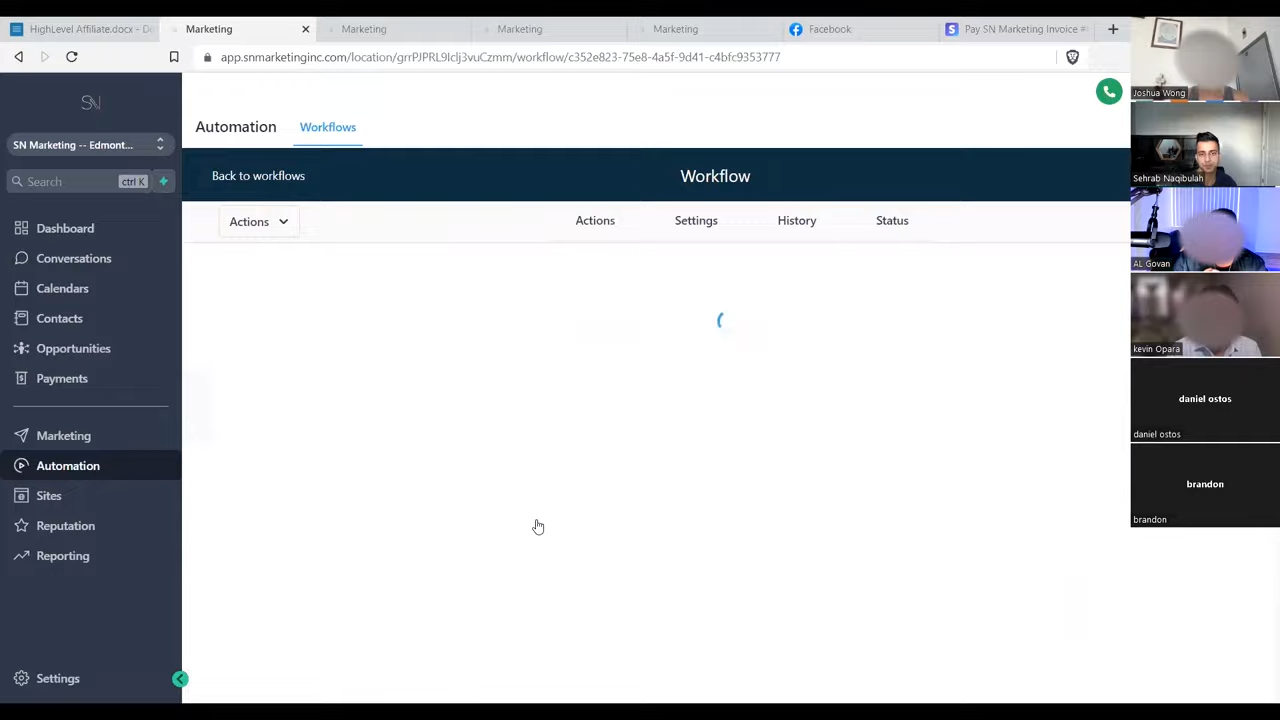 HighLevel Affiliate.docx - Do
Marketing
Marketing
Marketing
Marketing
Facebook
Pay SN Marketing Invoice #
app.snmarketinginc.com/location/grrPJPRL9lclj3vuCzmm/workflow/c352e823-75e8-4a5f-9d41-c4bfc9353777
SN
SN Marketing -- Edmont...
Search
ctrl K
Dashboard
Conversations
Calendars
Contacts
Opportunities
Payments
Marketing
Automation
Sites
Reputation
Reporting
Settings
Automation
Workflows
Back to workflows
Workflow
Actions
Actions
Settings
History
Status
Joshua Wong
Sehrab Naqibulah
AL Govan
kevin Opara
daniel ostos
daniel ostos
brandon
brandon